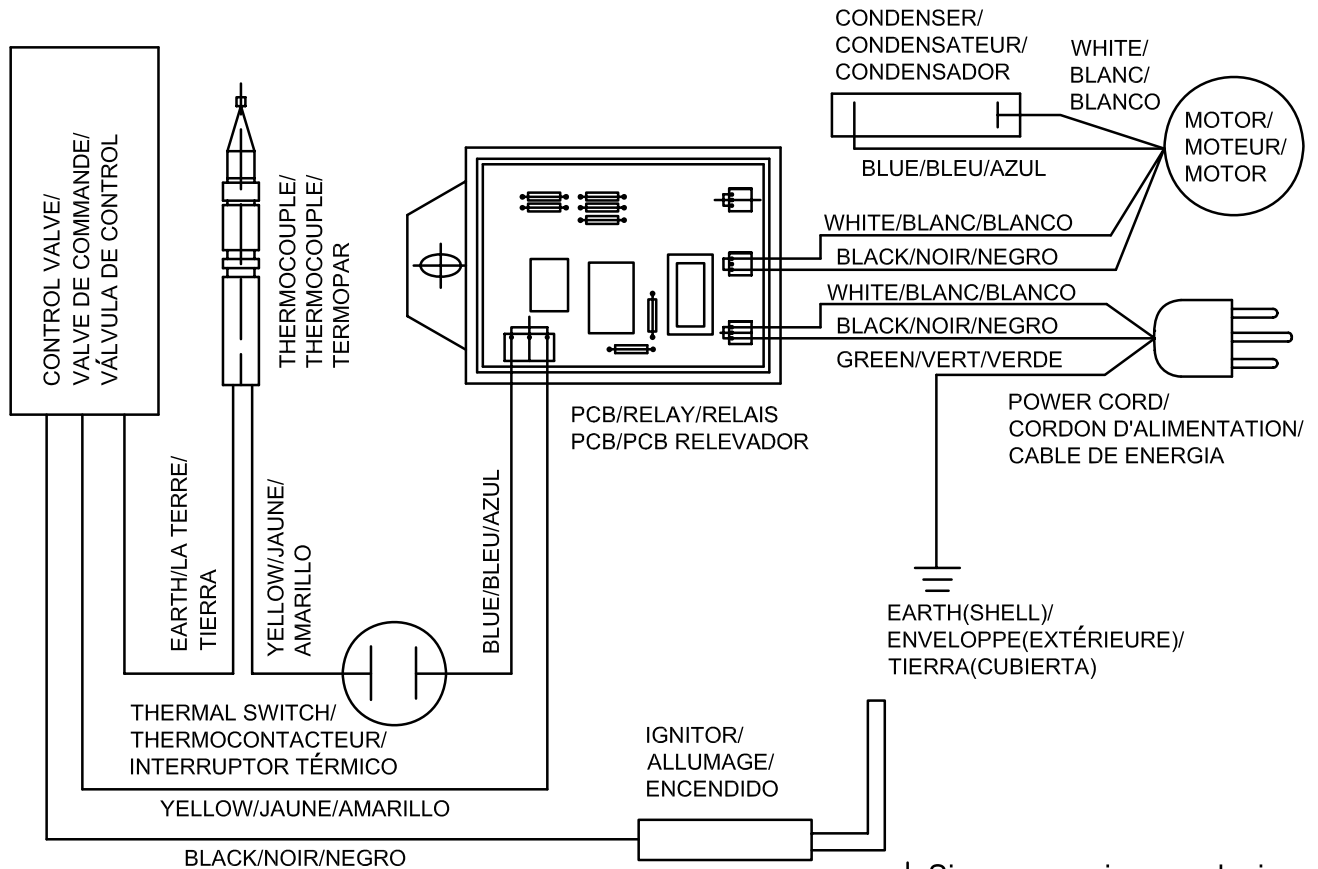 CONDENSER/
CONDENSATEUR/
CONDENSADOR
WHITE/
BLANC/
BLANCO
MOTOR/
MOTEUR/
MOTOR
BLUE/BLEU/AZUL
CONTROL VALVE/
VALVE DE COMMANDE/
VÁLVULA DE CONTROL
THERMOCOUPLE/
THERMOCOUPLE/
TERMOPAR
WHITE/BLANC/BLANCO
BLACK/NOIR/NEGRO
WHITE/BLANC/BLANCO
BLACK/NOIR/NEGRO
GREEN/VERT/VERDE
POWER CORD/
CORDON D'ALIMENTATION/
CABLE DE ENERGIA
PCB/RELAY/RELAIS
PCB/PCB RELEVADOR
EARTH/LA TERRE/
TIERRA
YELLOW/JAUNE/
AMARILLO
BLUE/BLEU/AZUL
EARTH(SHELL)/
ENVELOPPE(EXTÉRIEURE)/
TIERRA(CUBIERTA)
THERMAL SWITCH/
THERMOCONTACTEUR/
INTERRUPTOR TÉRMICO
IGNITOR/
ALLUMAGE/
ENCENDIDO
YELLOW/JAUNE/AMARILLO
BLACK/NOIR/NEGRO